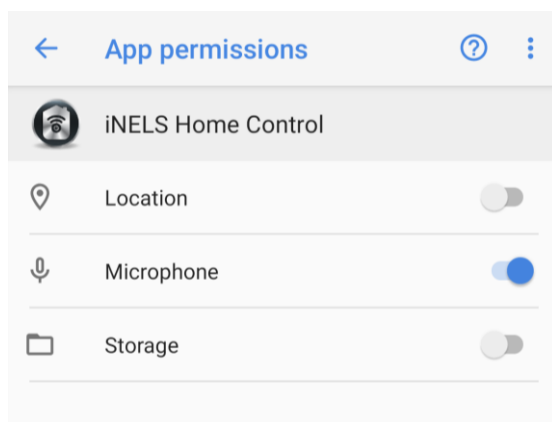 App permissions
iNELS Home Control
Location
Microphone
Storage